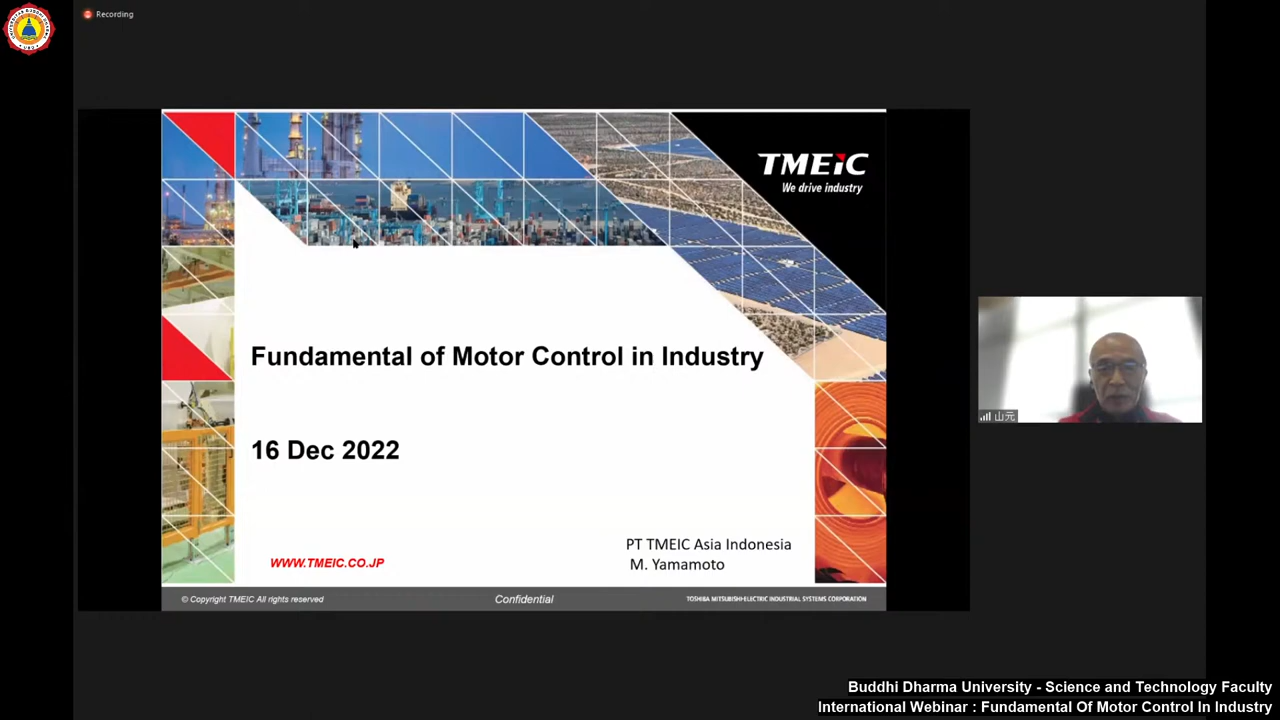 Recording
TMEiC
We drive industry
Fundamental of Motor Control in Industry
16 Dec 2022
山元
PT TMEIC Asia Indonesia
M. Yamamoto
WWW.TMEIC.CO.JP
© Copyright TMEIC All rights reserved
Confidential
TOSHIBA MITSUBISHI-ELECTRIC INDUSTRIAL SYSTEMS CORPORATION
Buddhi Dharma University - Science and Technology Faculty
International Webinar : Fundamental Of Motor Control In Industry